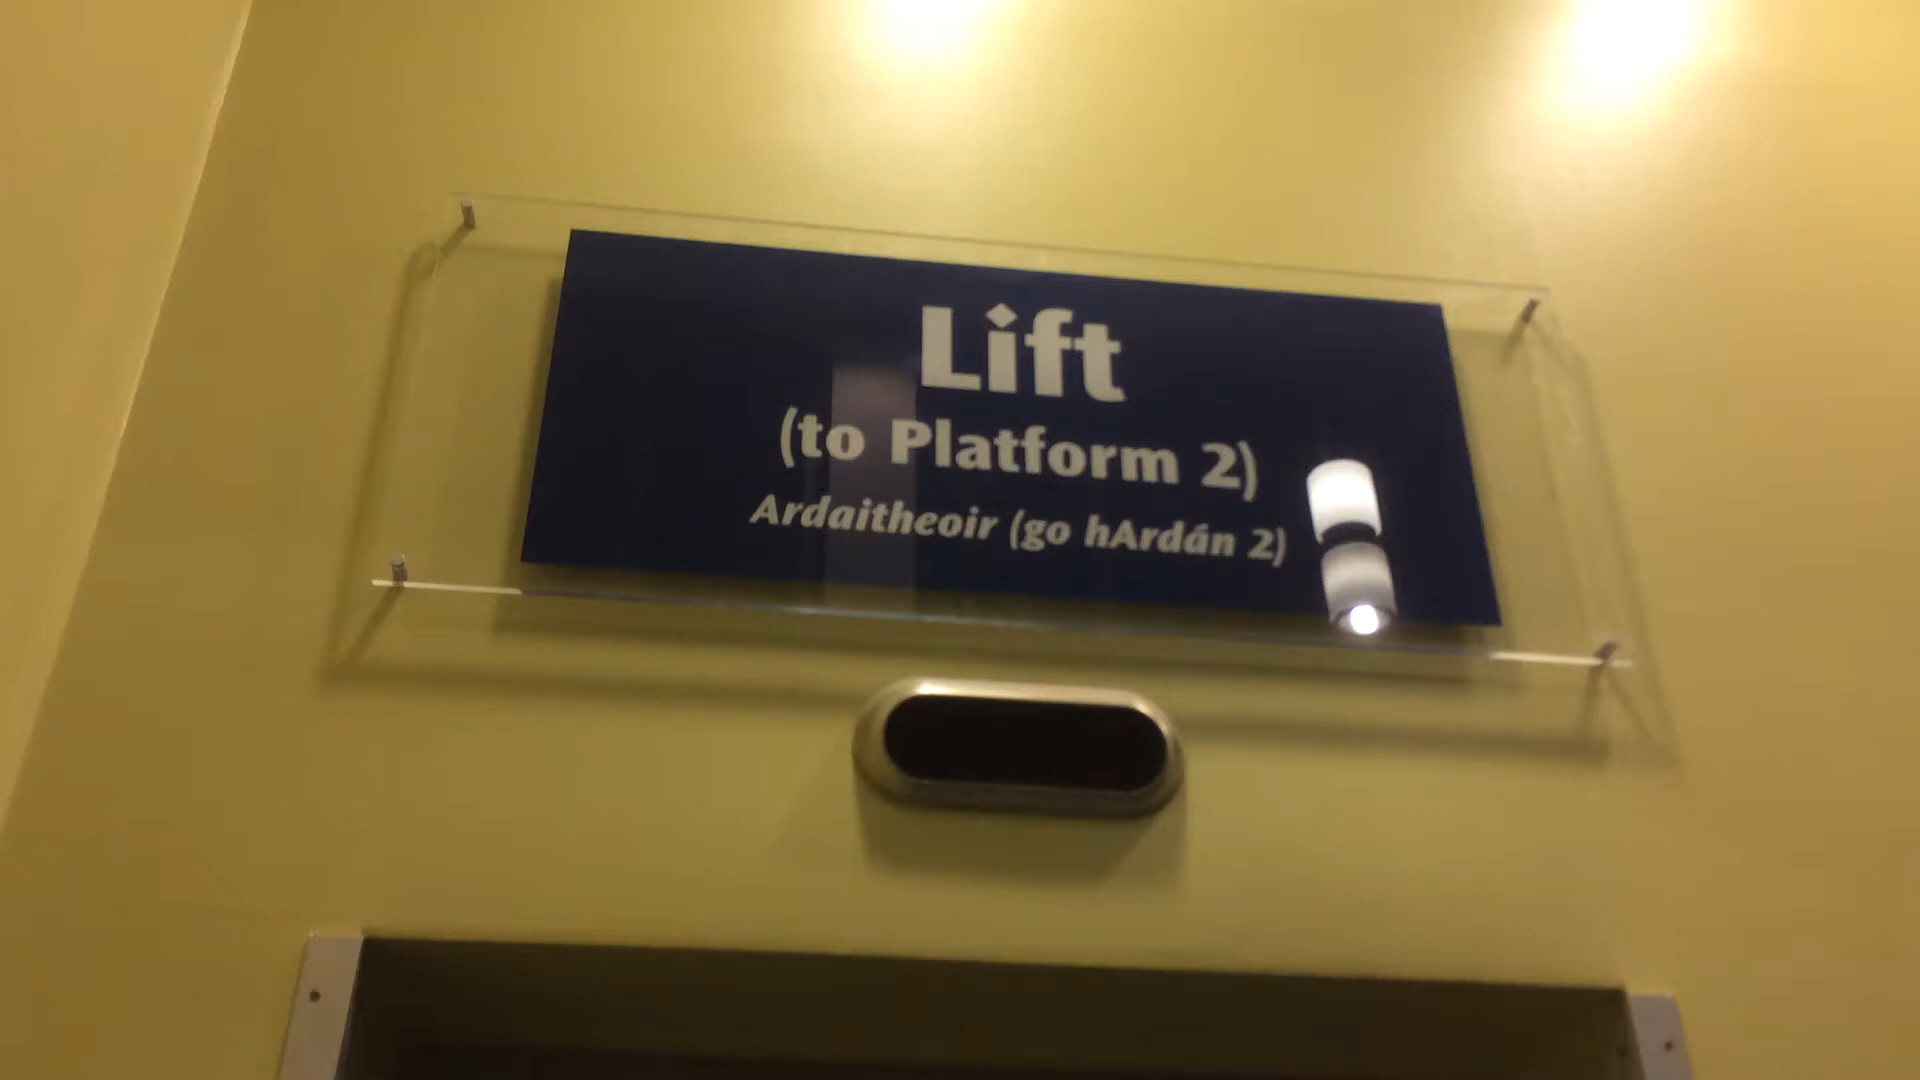 Lift
(to Platform 2)
Ardaitheoir (go hArdán 2)